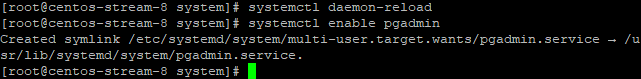 [root@centos-stream-8 system]# systemctl daemon-reload
[root@centos-stream-8 system]# systemctl enable pgadmin
Created symlink /etc/systemd/system/multi-user.target.wants/pgadmin.service → /u
sr/lib/systemd/system/pgadmin.service.
[root@centos-stream-8 system]#